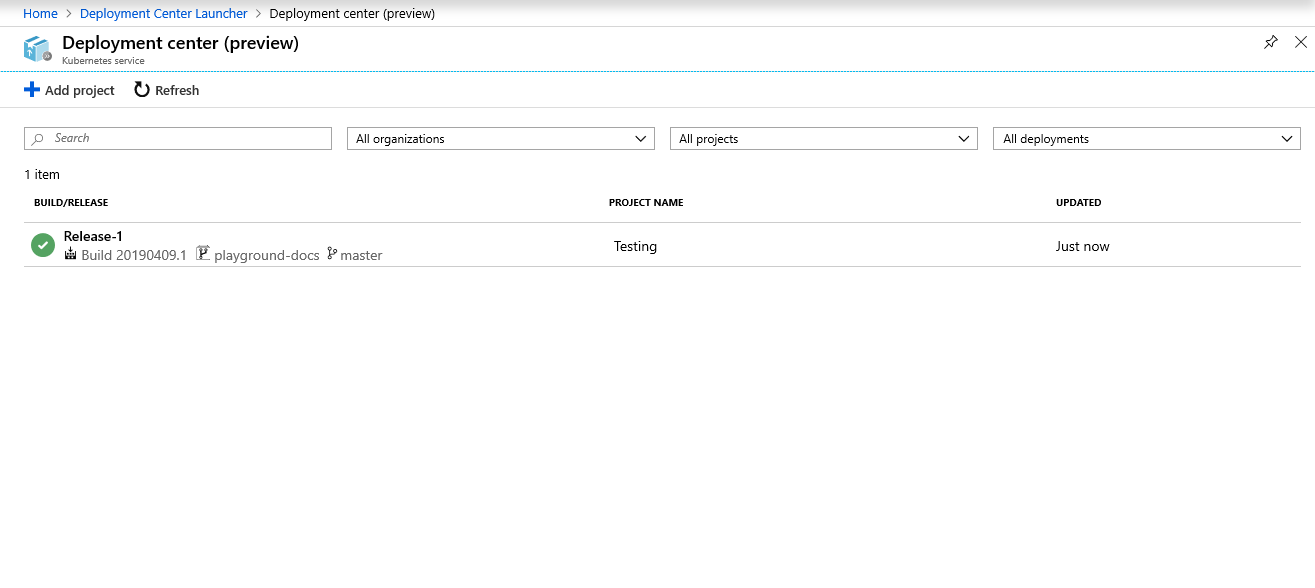 Home > Deployment Center Launcher > Deployment center (preview)
Deployment center (preview)
Kubernetes service
Add project Refresh
Search All organizations All projects All deployments
1 item
BUILD/RELEASE PROJECT NAME UPDATED
Release-1
Build 20190409.1 playground-docs master Testing Just now